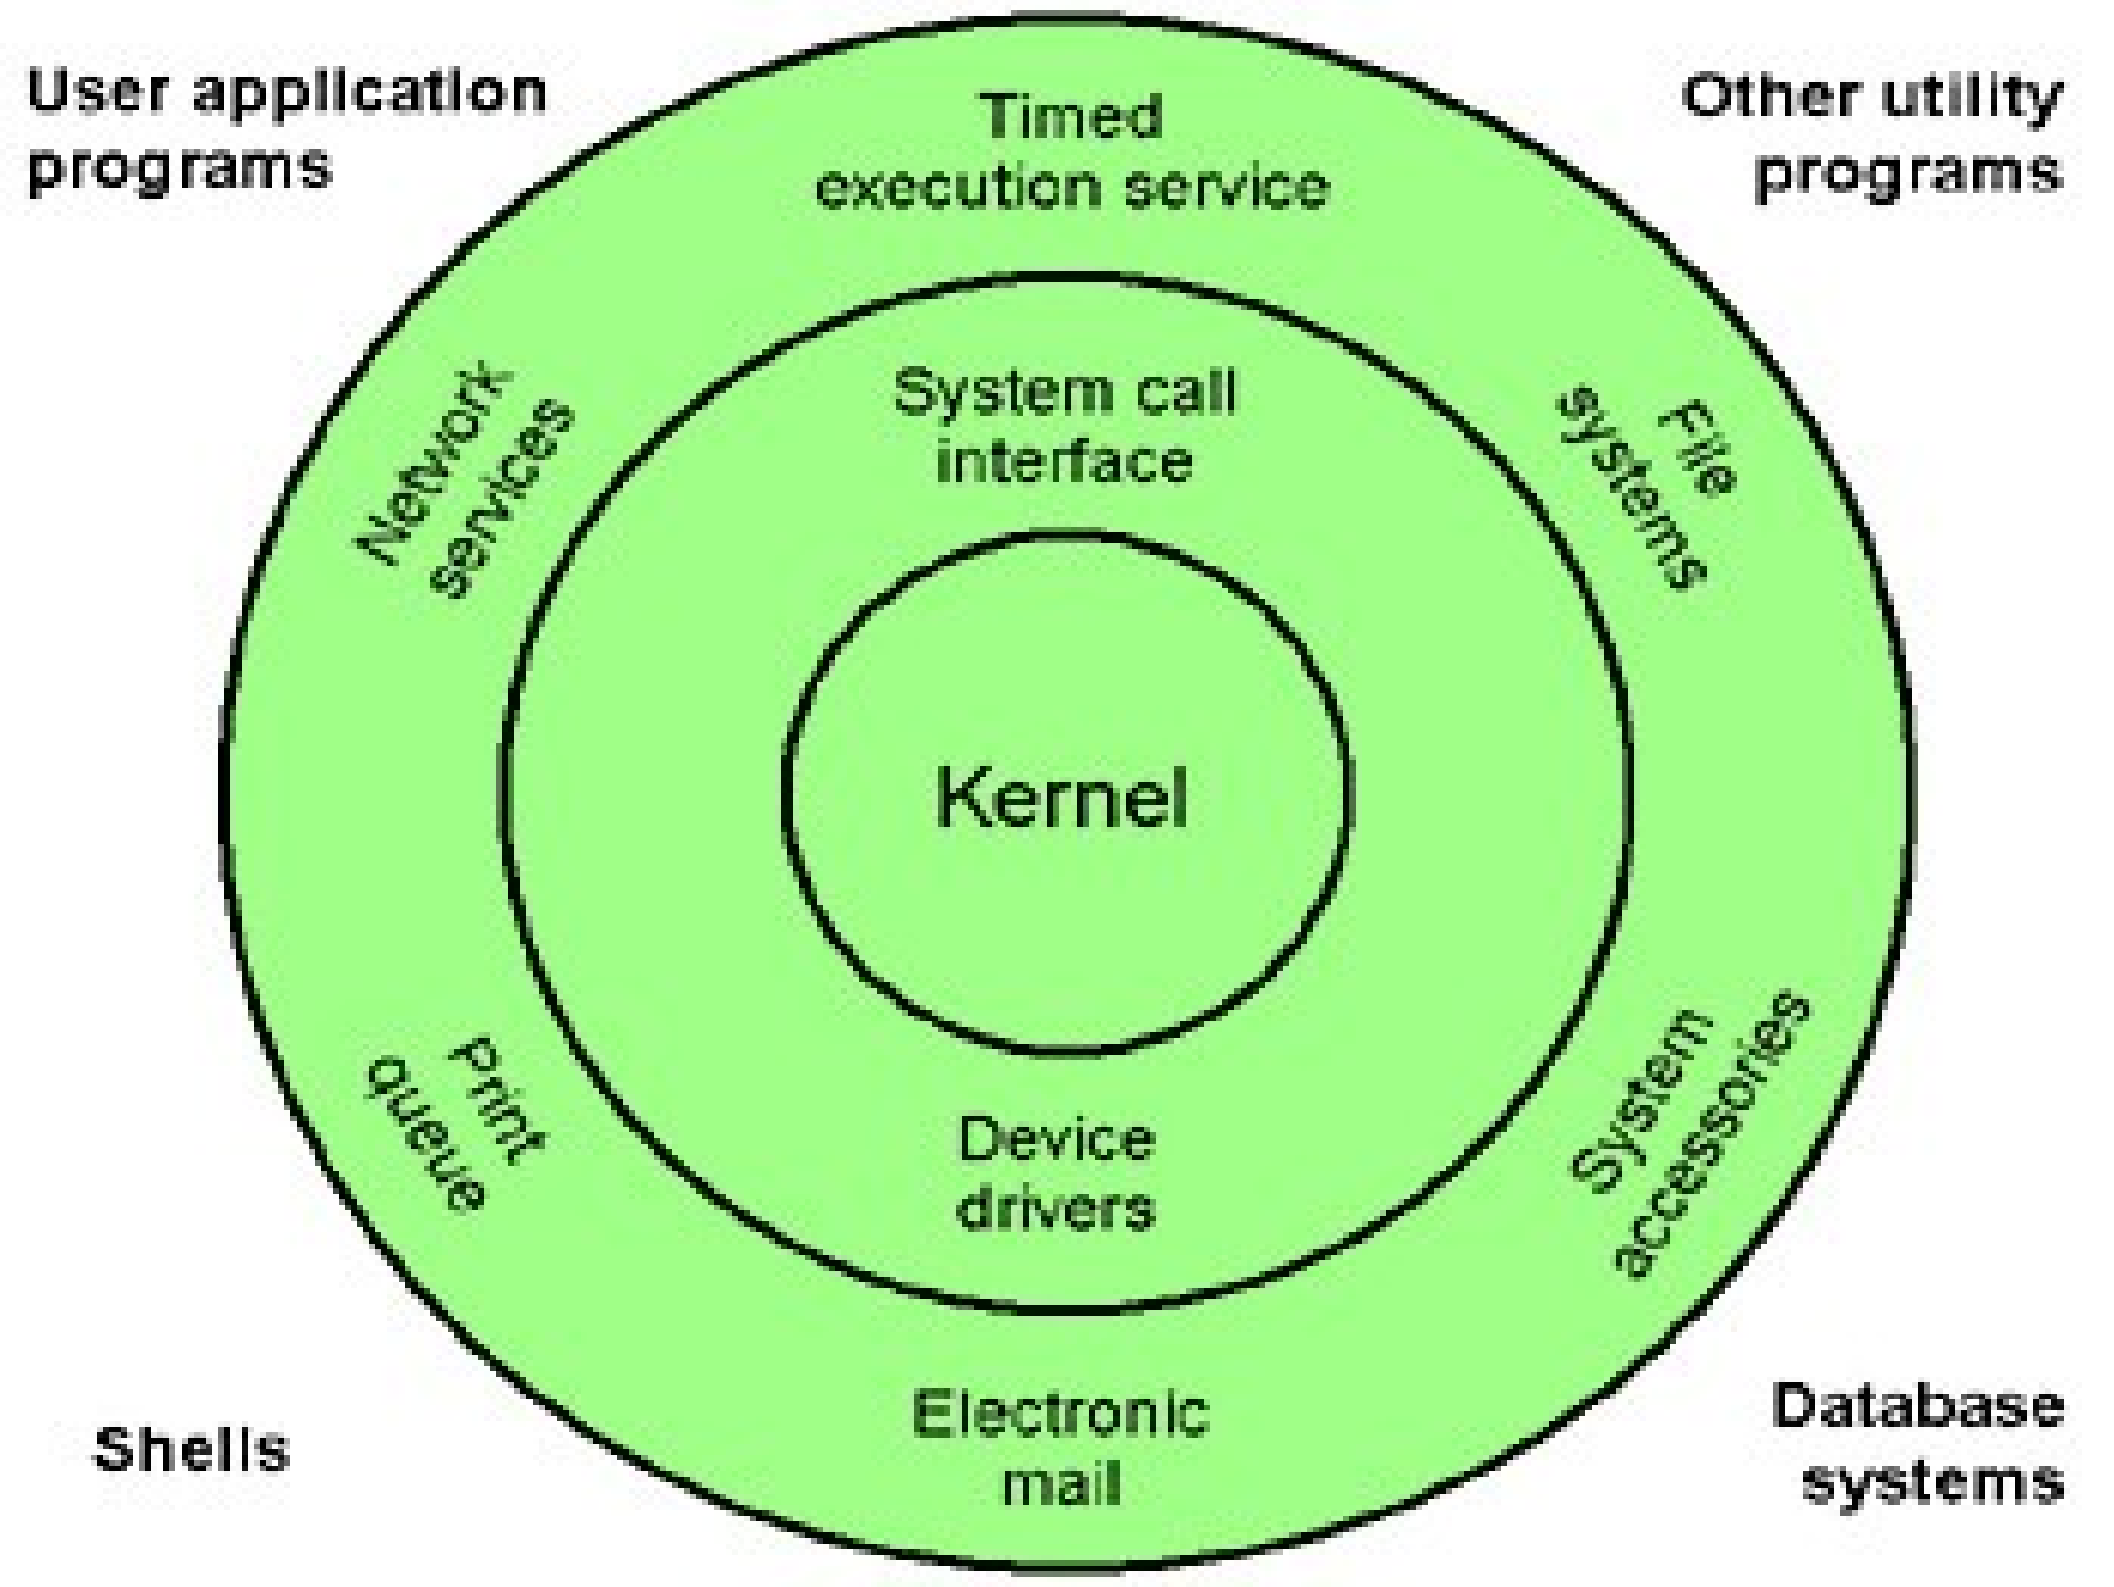 User application
programs
Other utility
programs
Timed
execution service
Network
services
System call
interface
File
systems
Kernel
Print
queue
Device
drivers
System
accessories
Electronic
mail
Shells
Database
systems